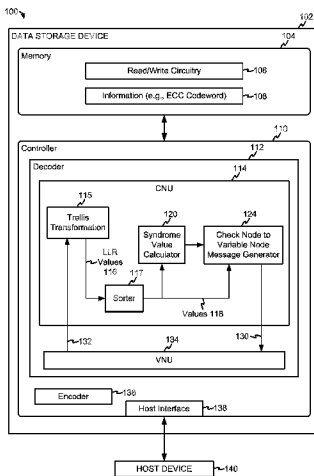 100
102
DATA STORAGE DEVICE
104
Memory
Read/Write Circuitry
106
Information (e.g., ECC Codeword)
108
110
Controller
112
Decoder
114
CNU
115
Trellis
Transformation
120
Syndrome
Value
Calculator
124
Check Node to
Variable Node
Message Generator
LLR
Values
116
117
Sorter
Values 118
132
134
130
VNU
Encoder
136
Host Interface
138
HOST DEVICE
140